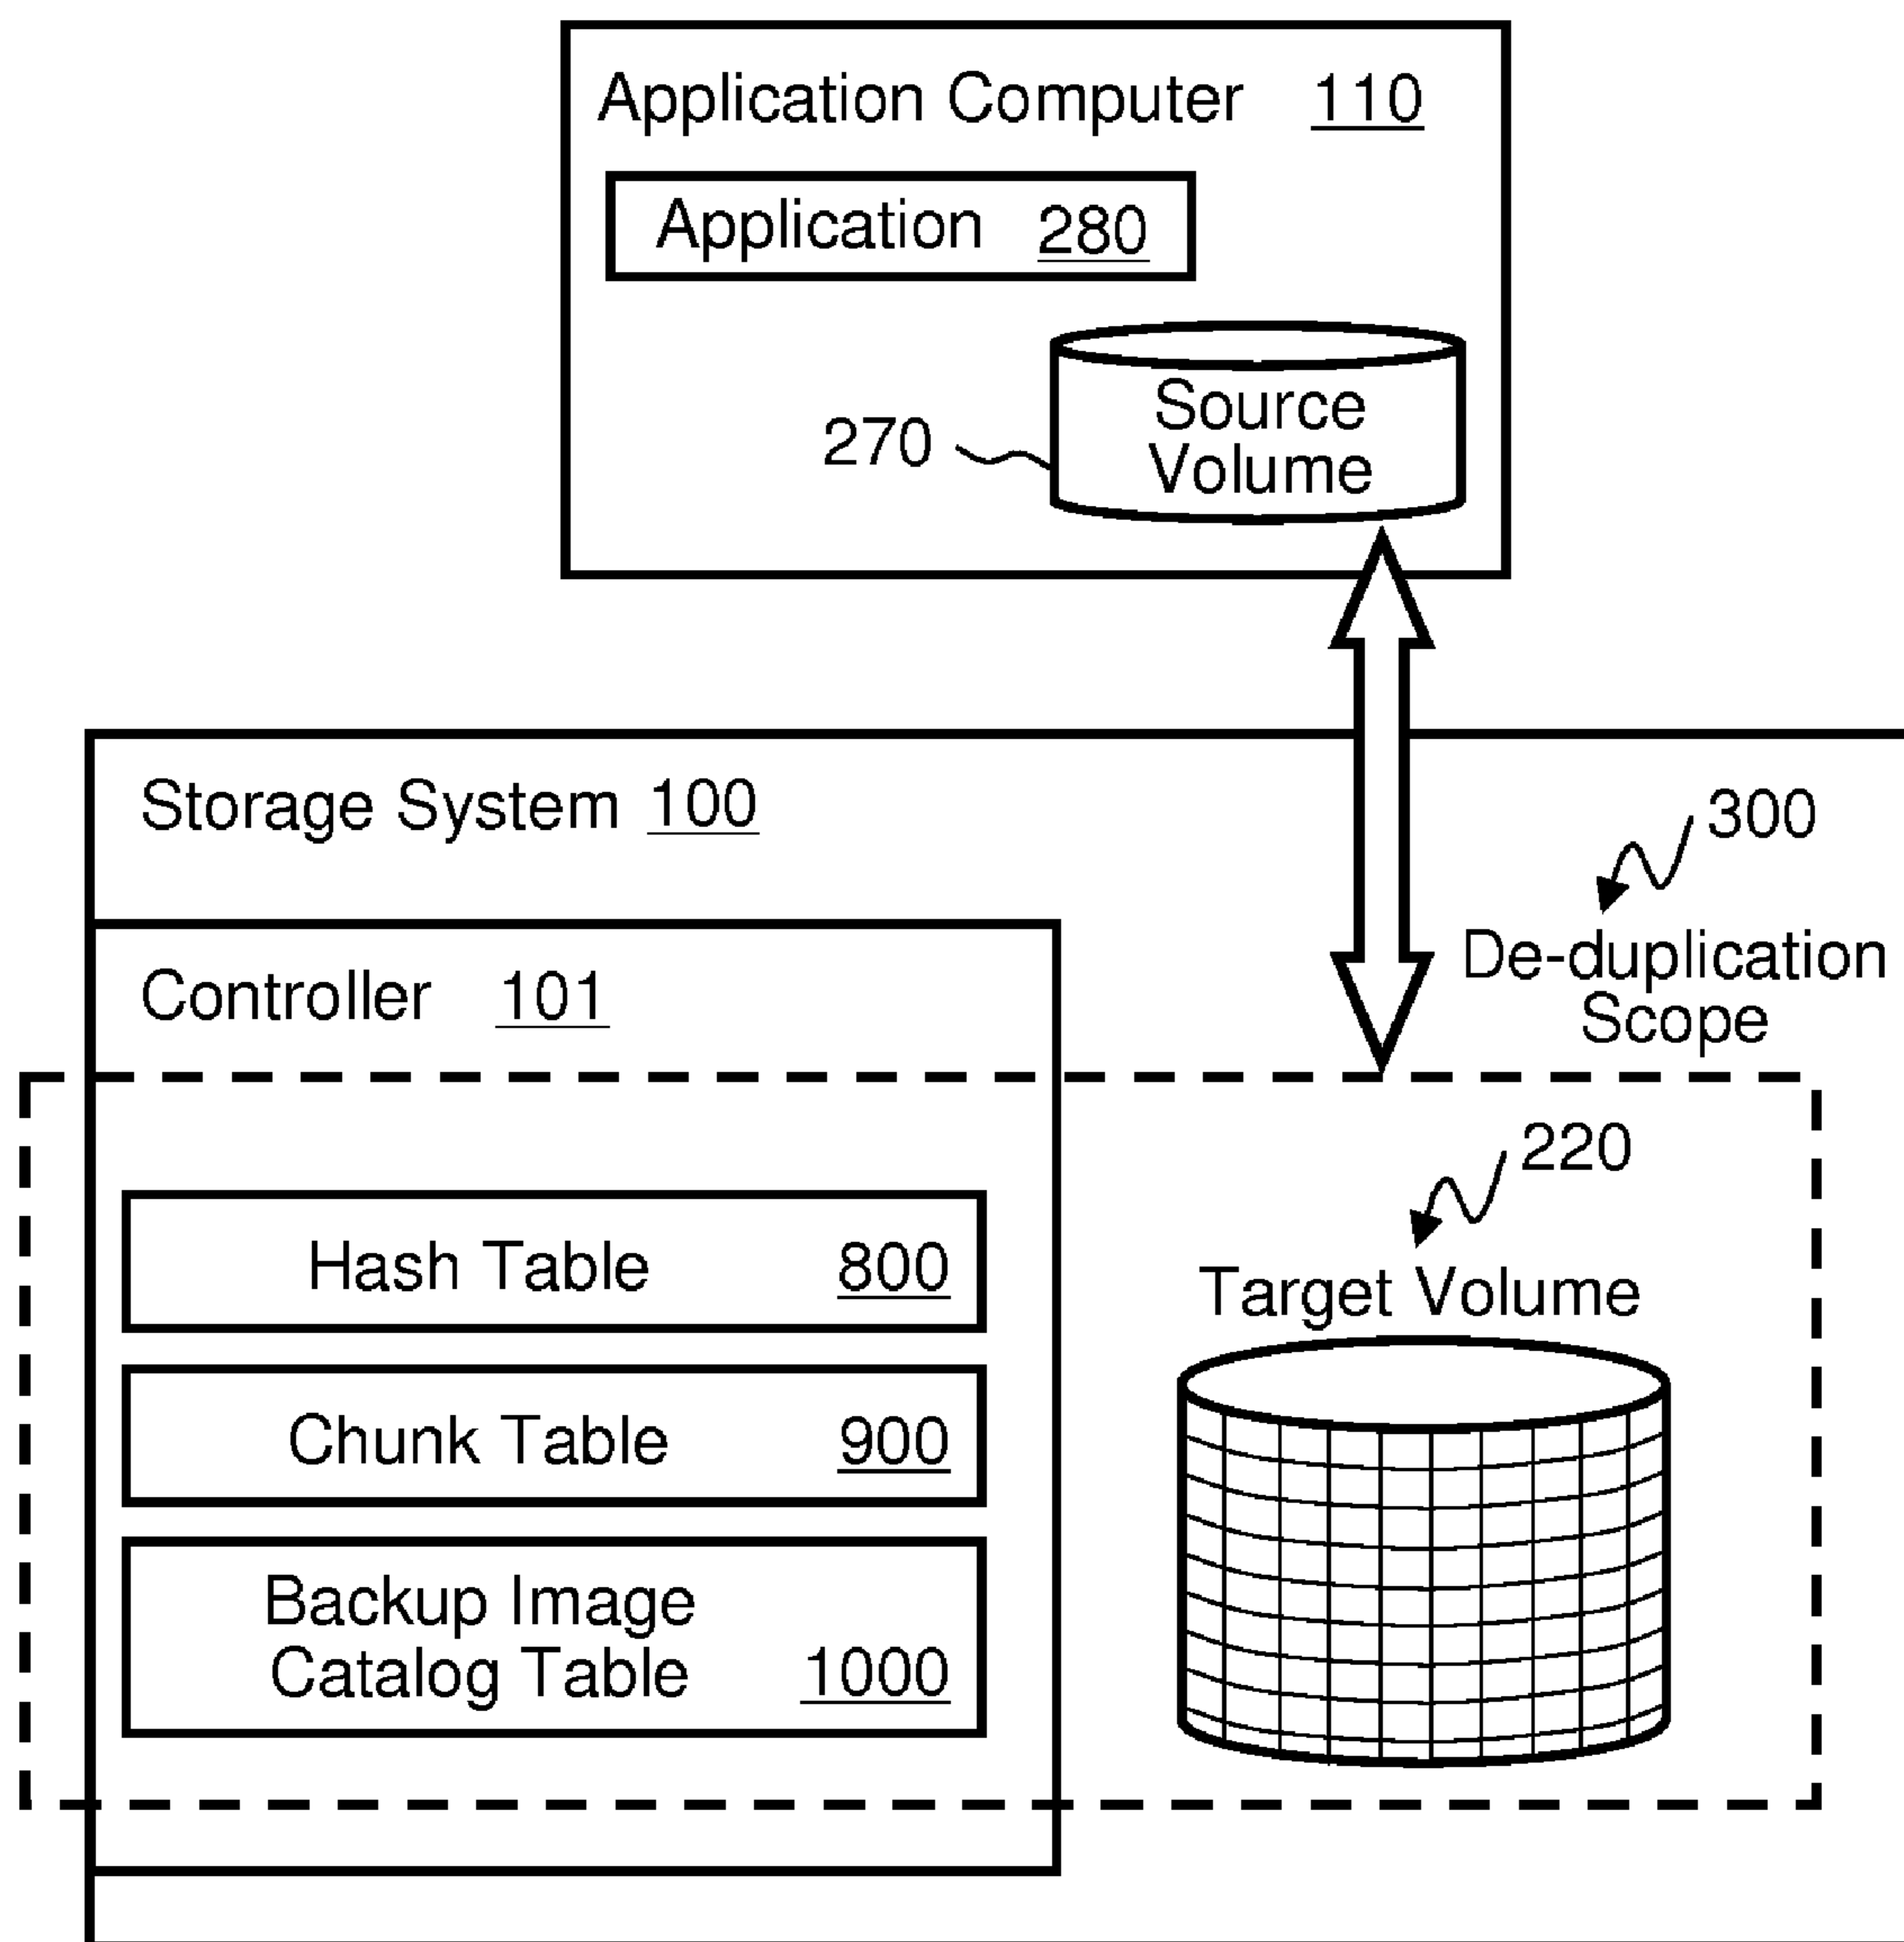 Application Computer 110
Application 280
270
Source
Volume
Storage System 100
300
De-duplication
Scope
Controller 101
220
Target Volume
Hash Table 800
Chunk Table 900
Backup Image
Catalog Table 1000